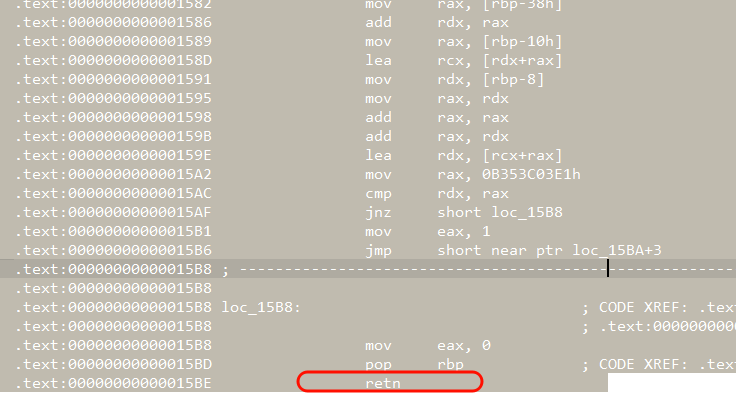 .text:0000000000001582 mov rax, [rbp-38h]
.text:0000000000001586 add rdx, rax
.text:0000000000001589 mov rax, [rbp-10h]
.text:000000000000158D lea rcx, [rdx+rax]
.text:0000000000001591 mov rdx, [rbp-8]
.text:0000000000001595 mov rax, rdx
.text:0000000000001598 add rax, rax
.text:000000000000159B add rax, rdx
.text:000000000000159E lea rdx, [rcx+rax]
.text:00000000000015A2 mov rax, 0B353C03E1h
.text:00000000000015AC cmp rdx, rax
.text:00000000000015AF jnz short loc_15B8
.text:00000000000015B1 mov eax, 1
.text:00000000000015B6 jmp short near ptr loc_15BA+3
.text:00000000000015B8 ; ---------------------------------------------------------
.text:00000000000015B8
.text:00000000000015B8 loc_15B8: ; CODE XREF: .text
.text:00000000000015B8 ; .text:000000000
.text:00000000000015B8 mov eax, 0
.text:00000000000015BD pop rbp ; CODE XREF: .text
.text:00000000000015BE retn